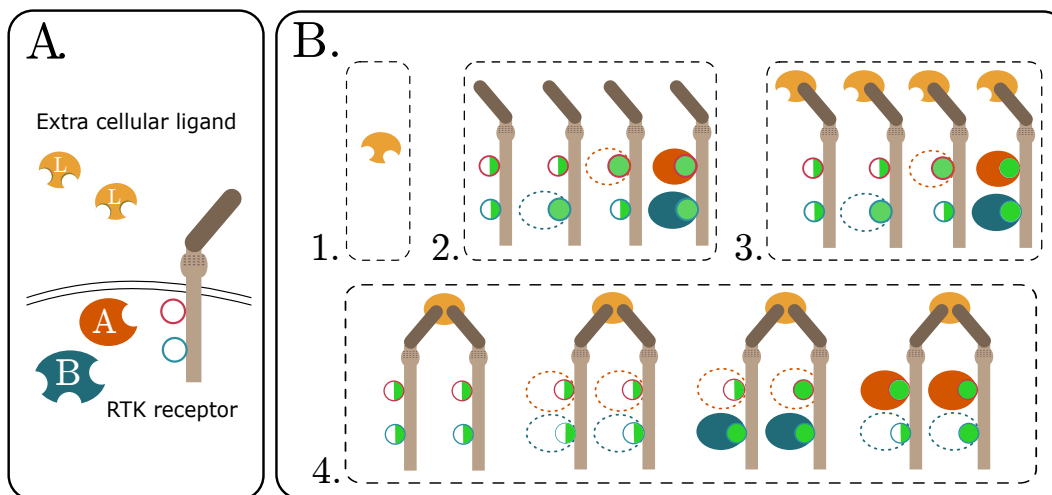 A.
Extra cellular ligand
L
L
A
B
RTK receptor
B.
1.
2.
3.
4.